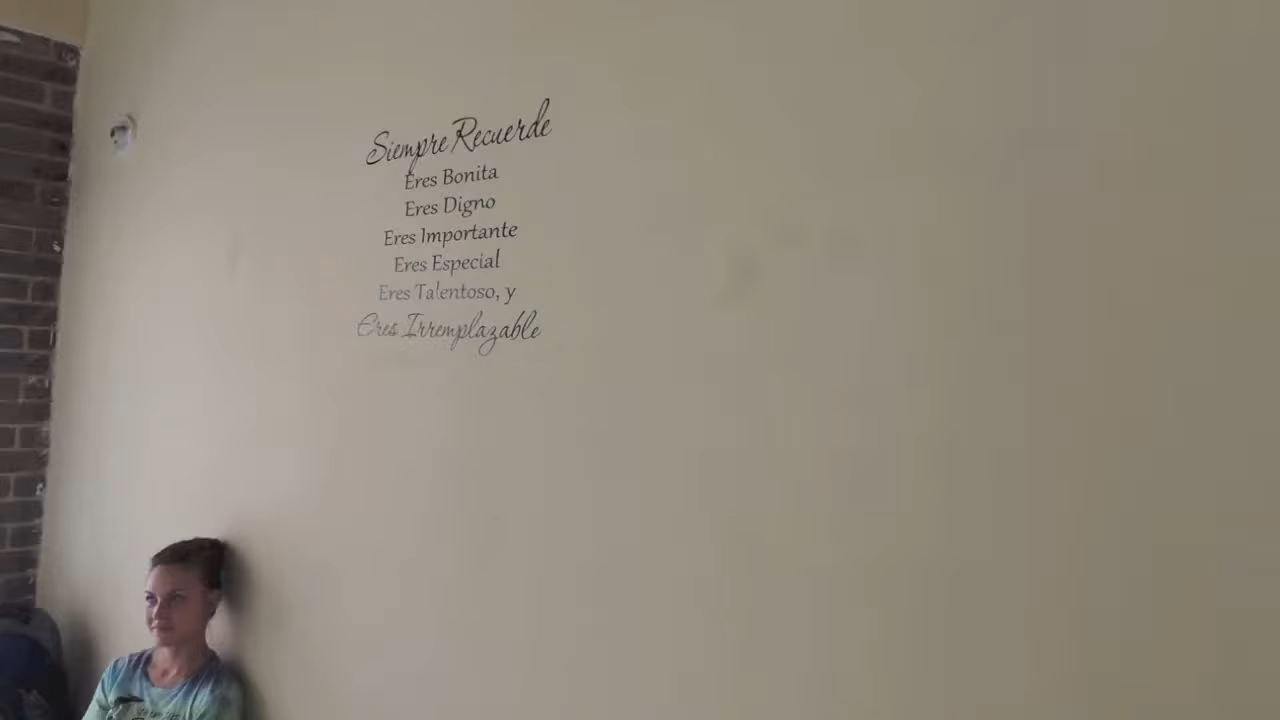 Siempre Recuerde
Eres Bonita
Eres Digno
Eres Importante
Eres Especial
Eres Talentoso, y
Eres Irremplazable